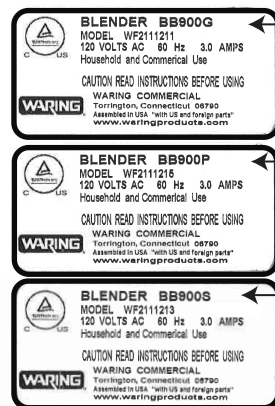 BLENDER BB900G
MODEL WF2111211
120 VOLTS AC 60 Hz 3.0 AMPS
Household and Commerical Use
C US
CAUTION READ INSTRUCTIONS BEFORE USING
WARING
WARING COMMERCIAL
Torrington, Connecticut 06790
Assembled in USA "with US and foreign parts"
www.waringproducts.com
BLENDER BB900P
MODEL WF2111215
120 VOLTS AC 60 Hz 3.0 AMPS
Household and Commerical Use
C US
CAUTION READ INSTRUCTIONS BEFORE USING
WARING
WARING COMMERCIAL
Torrington, Connecticut 06790
Assembled in USA "with US and foreign parts"
www.waringproducts.com
BLENDER BB900S
MODEL WF2111213
120 VOLTS AC 60 Hz 3.0 AMPS
Household and Commerical Use
C US
CAUTION READ INSTRUCTIONS BEFORE USING
WARING
WARING COMMERCIAL
Torrington, Connecticut 06790
Assembled in USA "with US and foreign parts"
www.waringproducts.com